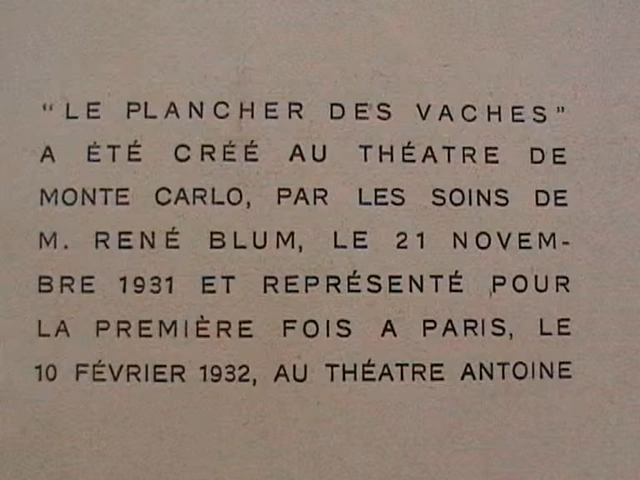 "LE PLANCHER DES VACHES"
A ÉTÉ CRÉÉ AU THÉATRE DE
MONTE CARLO, PAR LES SOINS DE
M. RENÉ BLUM, LE 21 NOVEM-
BRE 1931 ET REPRÉSENTÉ POUR
LA PREMIÈRE FOIS A PARIS, LE
10 FÉVRIER 1932, AU THÉATRE ANTOINE